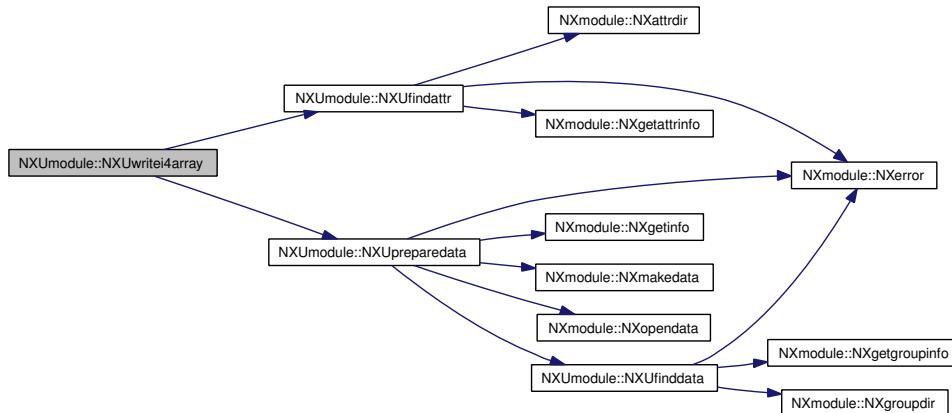 NXmodule::NXattrdir
NXUmodule::NXUfindattr
NXmodule::NXgetattrinfo
NXUmodule::NXUwritei4array
NXmodule::NXerror
NXmodule::NXgetinfo
NXUmodule::NXUpreparedata
NXmodule::NXmakedata
NXmodule::NXopendata
NXmodule::NXgetgroupinfo
NXUmodule::NXUfinddata
NXmodule::NXgroupdir